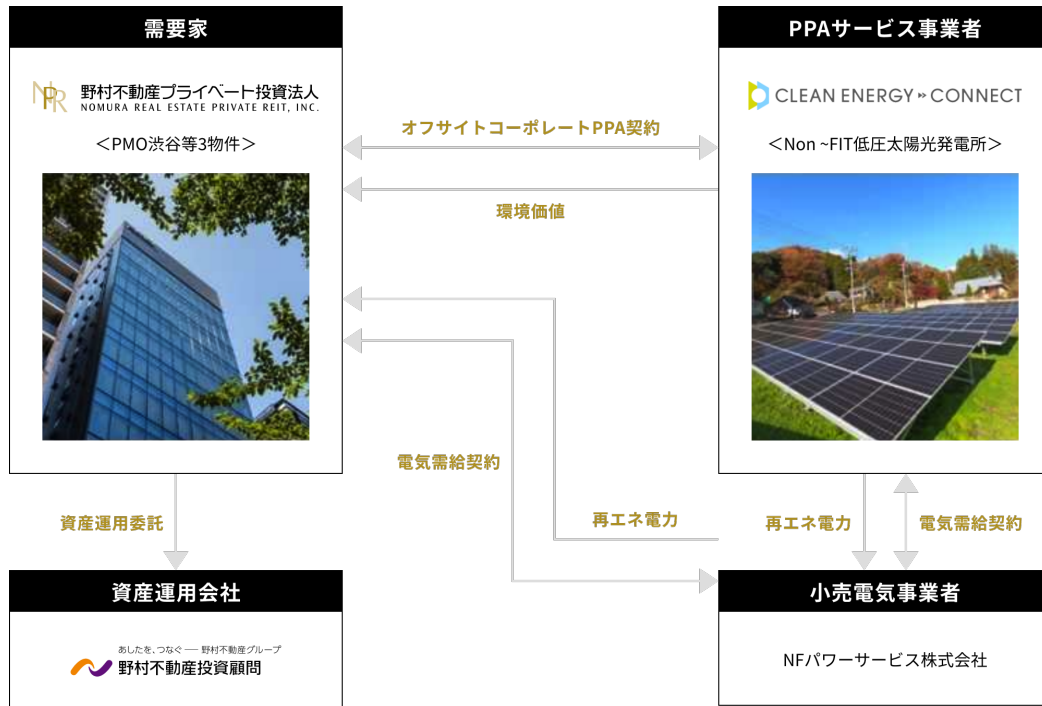 需要家
NPR 野村不動産プライベート投資法人
NOMURA REAL ESTATE PRIVATE REIT, INC.
＜PMO渋谷等3物件＞
オフサイトコーポレートPPA契約
環境価値
PPAサービス事業者
CLEAN ENERGY CONNECT
＜Non ~FIT低圧太陽光発電所＞
電気需給契約
資産運用委託
再エネ電力
再エネ電力
電気需給契約
資産運用会社
あしたを、つなぐ ― 野村不動産グループ
野村不動産投資顧問
小売電気事業者
NFパワーサービス株式会社